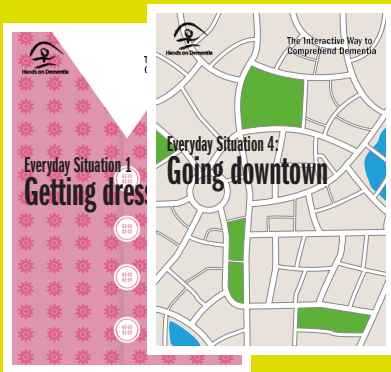 Hands on Dementia
Everyday Situation 1
Getting
Hands on Dementia
The Interactive Way to
Comprehend Dementia
Everyday Situation 4:
Going downtown